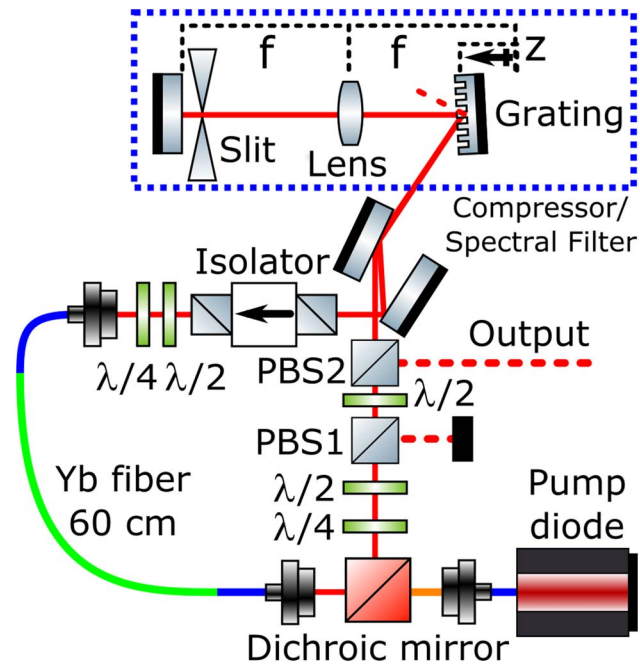 f
f
z
Slit
Lens
Grating
Compressor/
Spectral Filter
Isolator
λ/4 λ/2
PBS2
Output
λ/2
PBS1
λ/2
λ/4
Yb fiber
60 cm
Pump
diode
Dichroic mirror